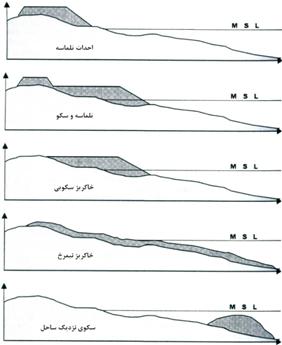 M S L
احداث تلماسه
M S L
تلماسه و سکو
M S L
خاکریز سکویی
M S L
خاکریز نیمرخ
M S L
سکوی نزدیک ساحل